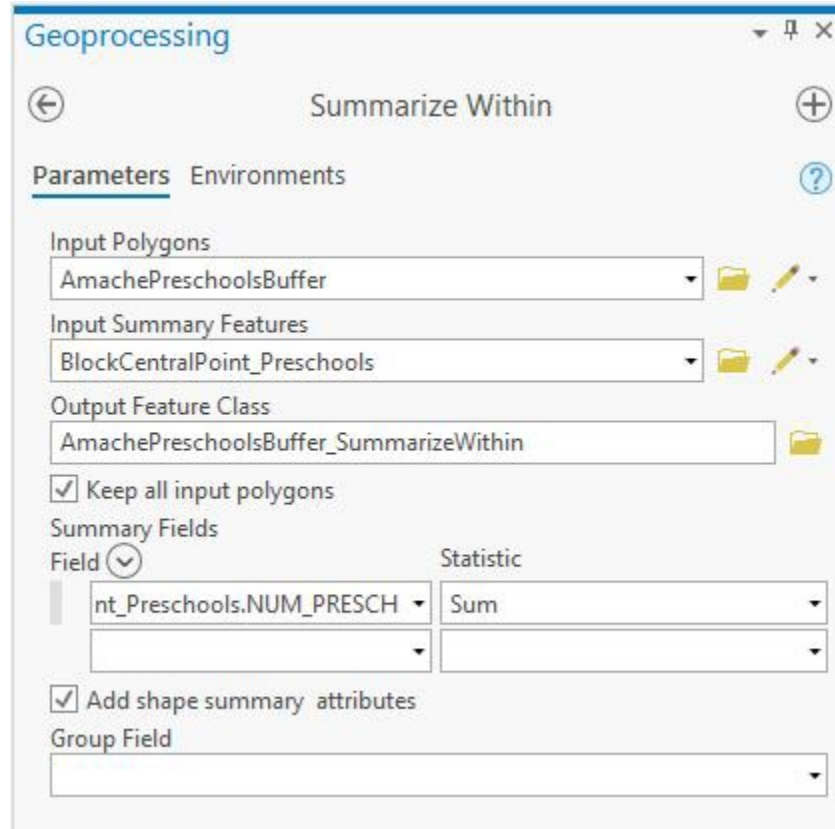 Geoprocessing
Summarize Within
Parameters Environments
?
Input Polygons
AmachePreschoolsBuffer
Input Summary Features
BlockCentralPoint_Preschools
Output Feature Class
AmachePreschoolsBuffer_SummarizeWithin
Keep all input polygons
Summary Fields
Field Statistic
nt_Preschools.NUM_PRESCH Sum
Add shape summary attributes
Group Field